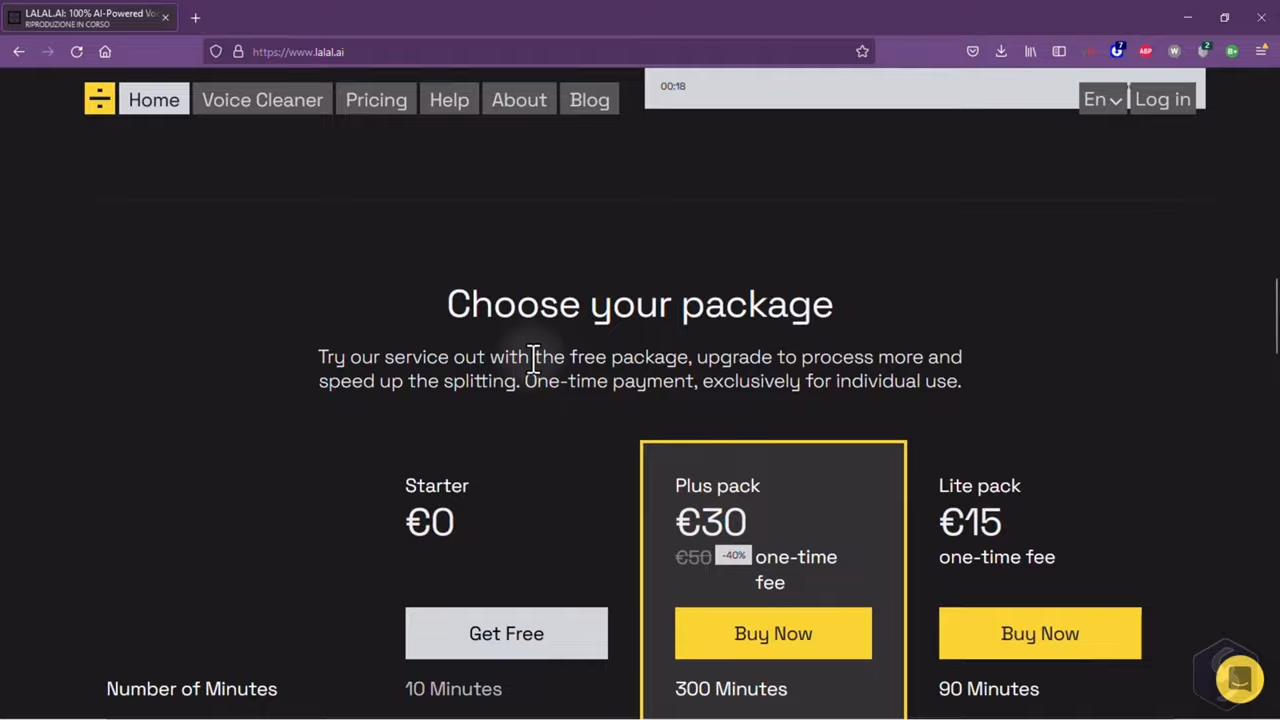 LALAL.AI: 100% AI-Powered Vo
RIPRODUZIONE IN CORSO
https://www.lalal.ai
7
ABP
W
2
B+
Home
Voice Cleaner
Pricing
Help
About
Blog
00:18
En
Log in
Choose your package
Try our service out with the free package, upgrade to process more and
speed up the splitting. One-time payment, exclusively for individual use.
Starter
Plus pack
Lite pack
€0
€30
€15
€50 -40% one-time
fee
one-time fee
Get Free
Buy Now
Buy Now
Number of Minutes
10 Minutes
300 Minutes
90 Minutes